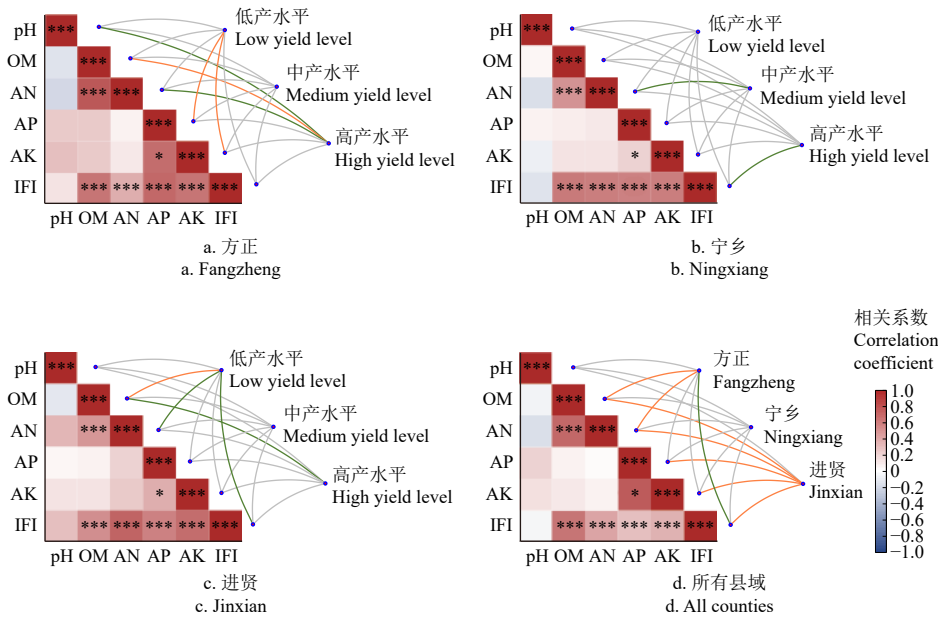 pH
***
OM
***
AN
***
***
AP
***
AK
*
***
IFI
***
***
***
***
***
pH OM AN AP AK IFI
低产水平
Low yield level
中产水平
Medium yield level
高产水平
High yield level
a. 方正
a. Fangzheng
pH
***
OM
***
AN
***
***
AP
***
AK
*
***
IFI
***
***
***
***
***
pH OM AN AP AK IFI
低产水平
Low yield level
中产水平
Medium yield level
高产水平
High yield level
b. 宁乡
b. Ningxiang
pH
***
OM
***
AN
***
***
AP
***
AK
*
***
IFI
***
***
***
***
***
pH OM AN AP AK IFI
低产水平
Low yield level
中产水平
Medium yield level
高产水平
High yield level
c. 进贤
c. Jinxian
pH
***
OM
***
AN
***
***
AP
***
AK
*
***
IFI
***
***
***
***
***
pH OM AN AP AK IFI
方正
Fangzheng
宁乡
Ningxiang
进贤
Jinxian
d. 所有县域
d. All counties
相关系数
Correlation
coefficient
1.0
0.8
0.6
0.4
0.2
0
−0.2
−0.4
−0.6
−0.8
−1.0